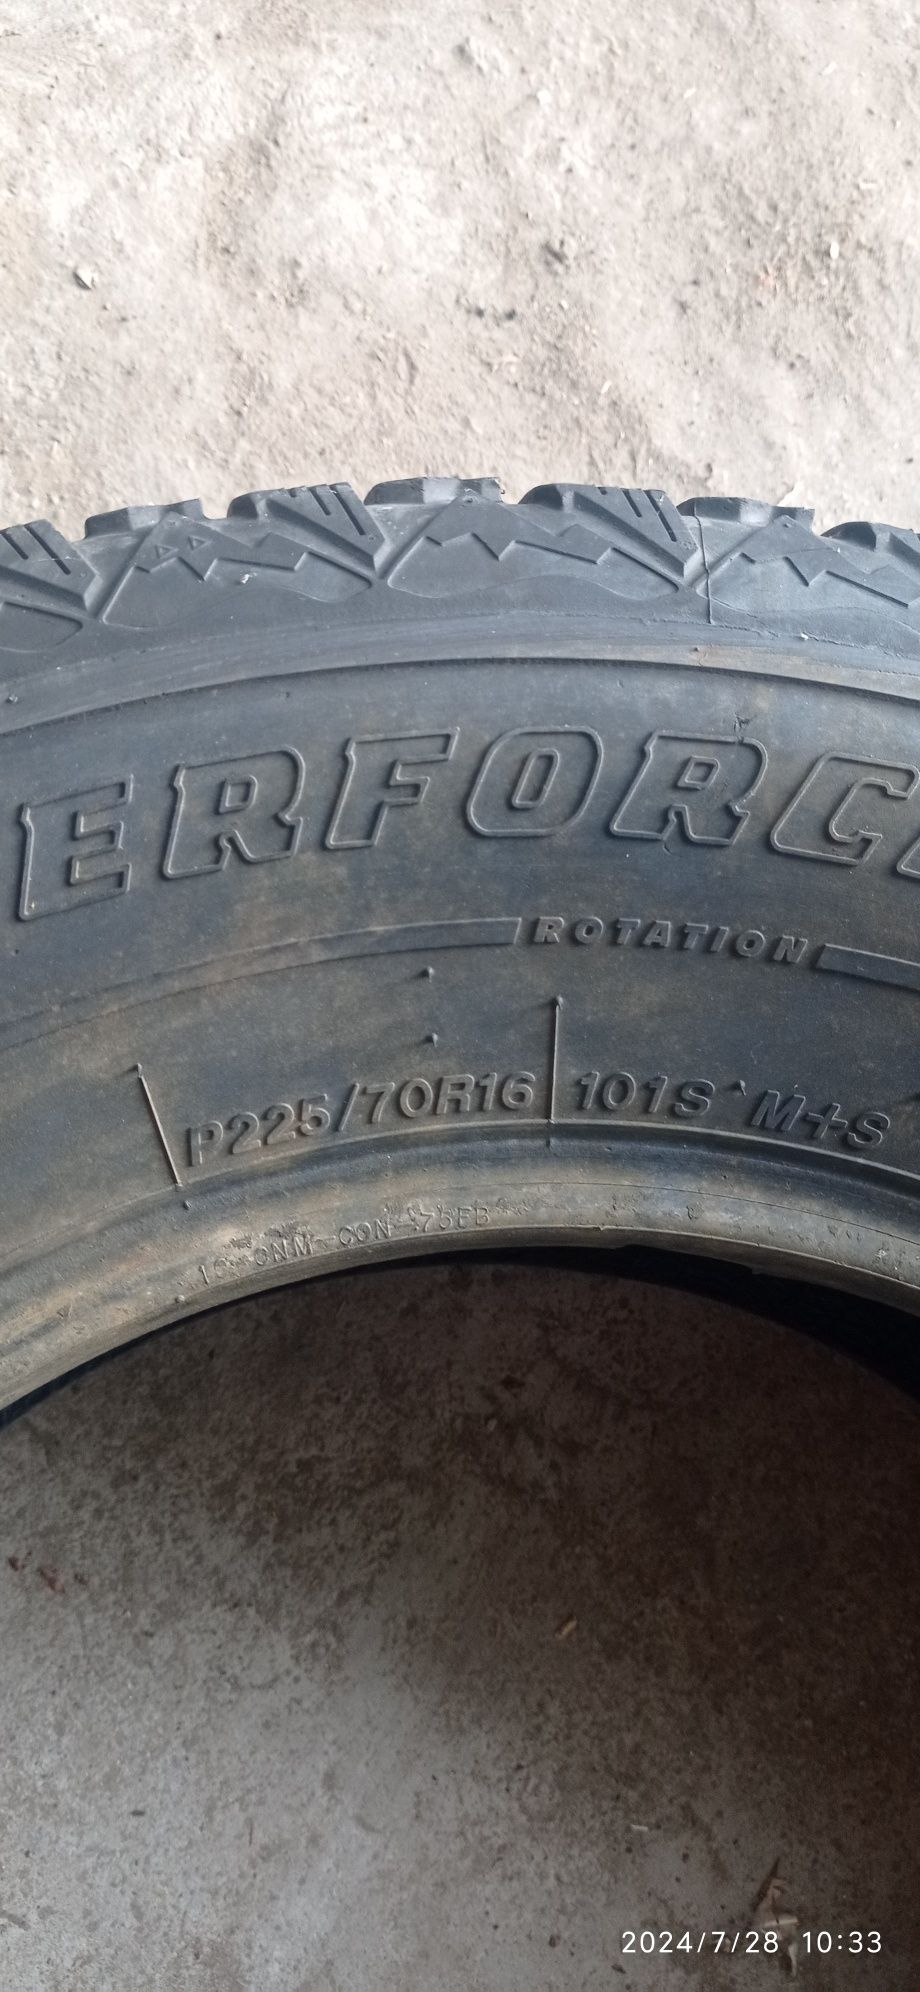 ERFORC
ROTATION
P225/70R16 101S M+S
2024/7/28 10:33